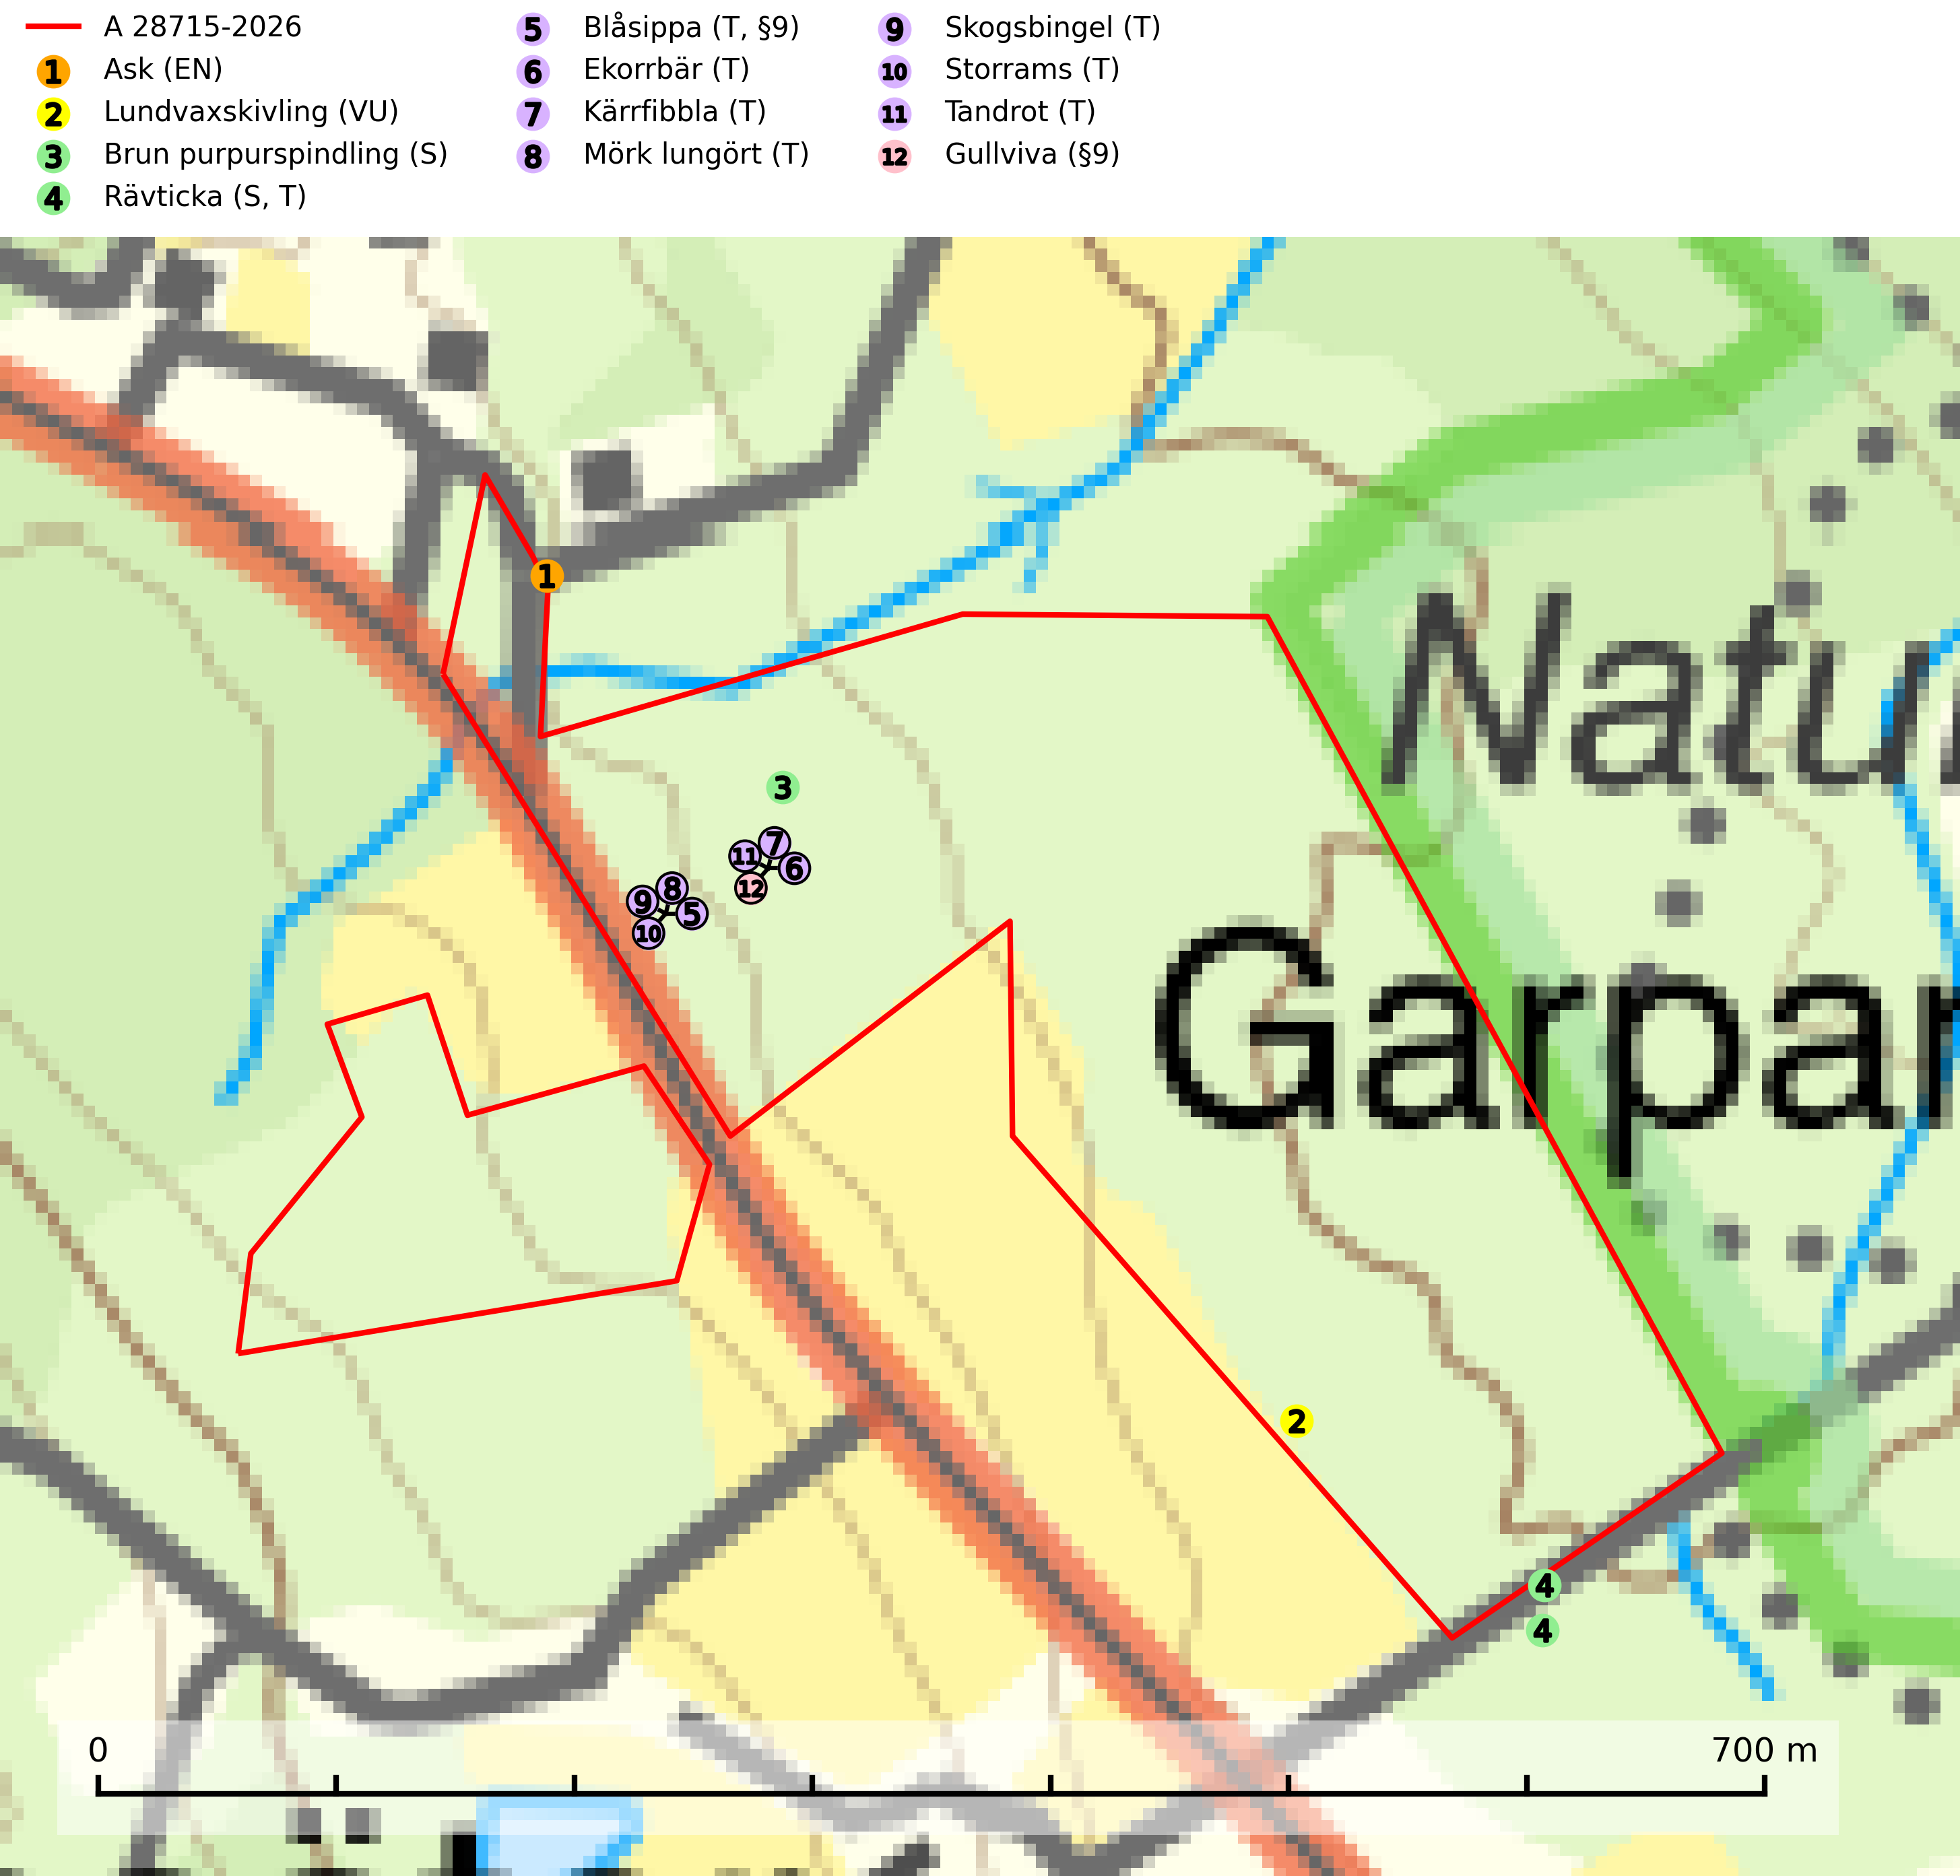 A 28715-2026
1 Ask (EN)
2 Lundvaxskivling (VU)
3 Brun purpurspindling (S)
4 Rävticka (S, T)
5 Blåsippa (T, §9)
6 Ekorrbär (T)
7 Kärrfibbla (T)
8 Mörk lungört (T)
9 Skogsbingel (T)
10 Storrams (T)
11 Tandrot (T)
12 Gullviva (§9)
1
Natu
3
7
11
6
12
8
9
5
10
Garpa
2
4
4
0
700 m